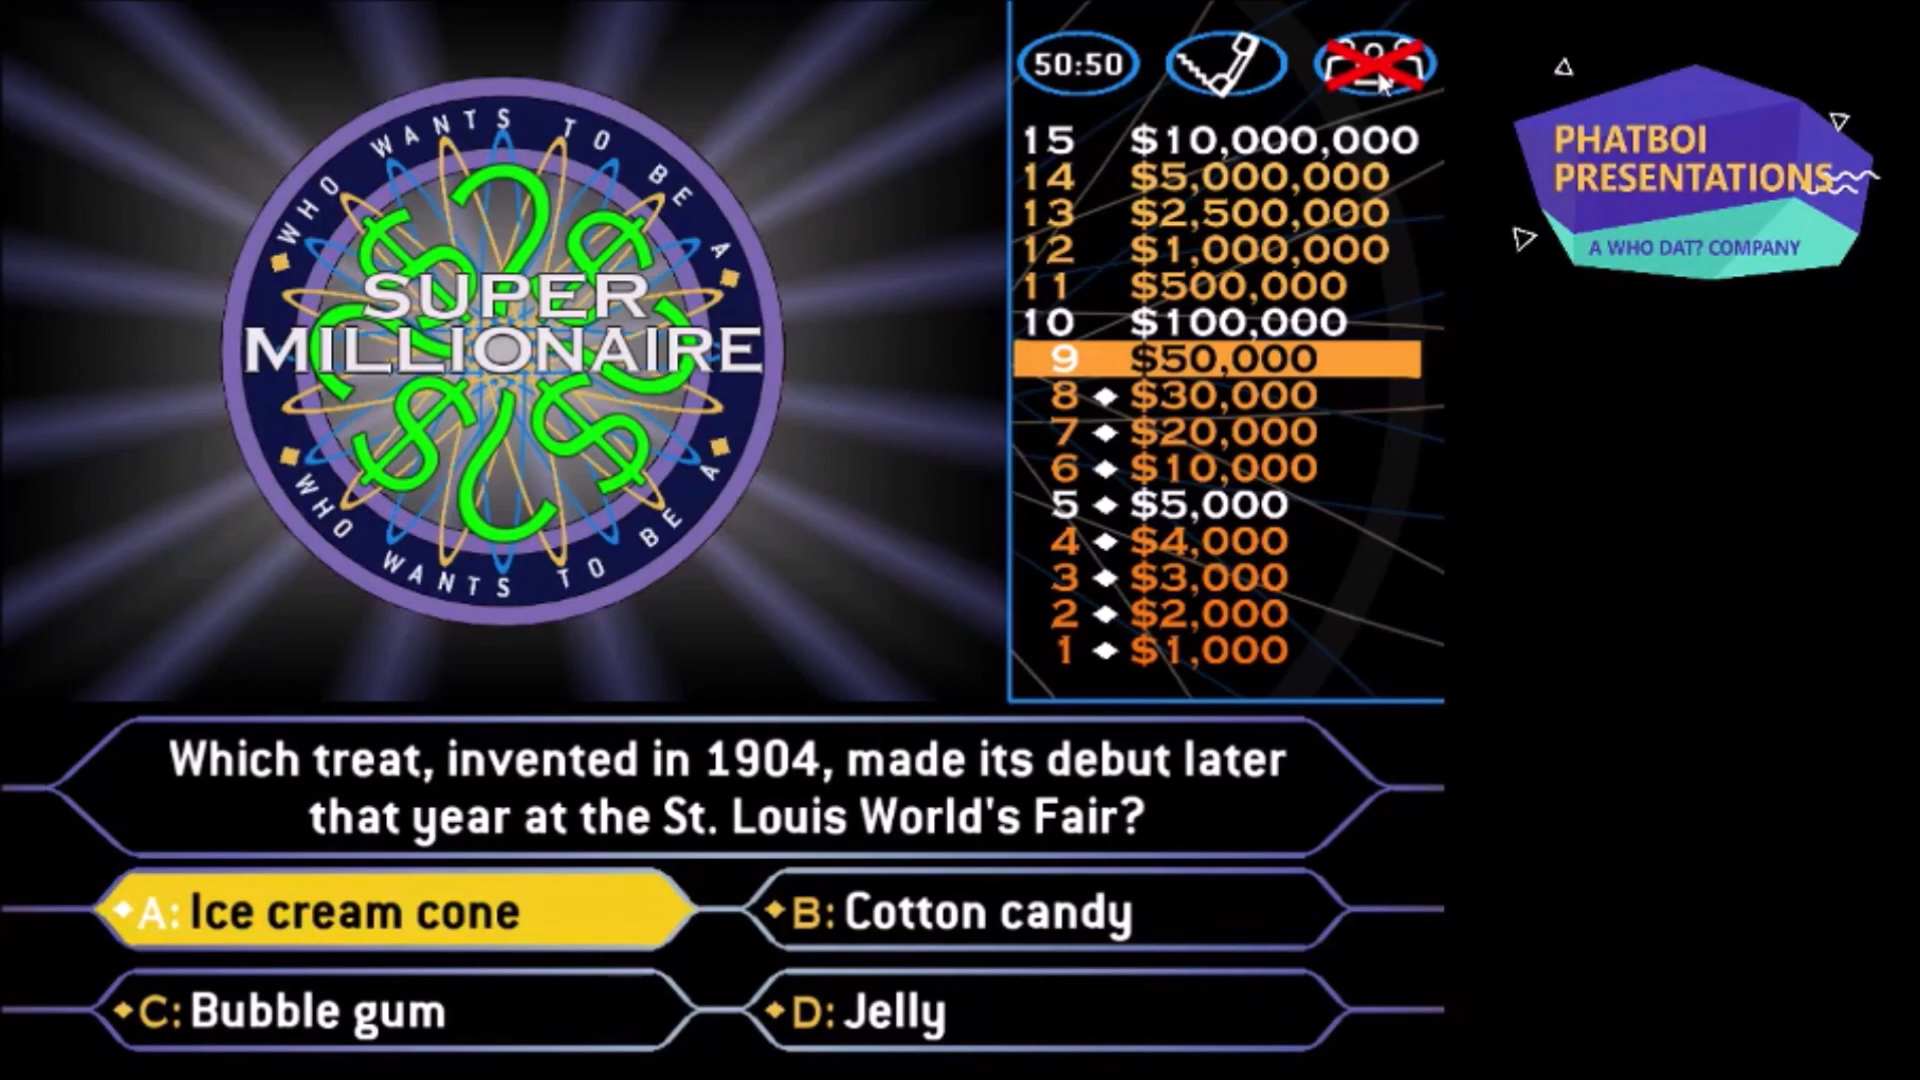 WHO WANTS TO BE A
SUPER
MILLIONAIRE
WHO WANTS TO BE A
50:50
15 $10,000,000
14 $5,000,000
13 $2,500,000
12 $1,000,000
11 $500,000
10 $100,000
9 $50,000
8 $30,000
7 $20,000
6 $10,000
5 $5,000
4 $4,000
3 $3,000
2 $2,000
1 $1,000
PHATBOI
PRESENTATIONS
A WHO DAT? COMPANY
Which treat, invented in 1904, made its debut later
that year at the St. Louis World's Fair?
A: Ice cream cone
B: Cotton candy
C: Bubble gum
D: Jelly